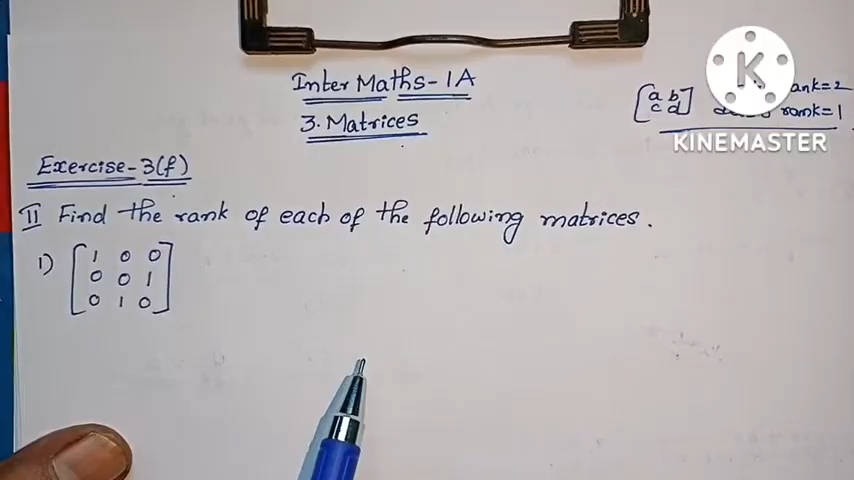 Inter Maths-1A
3. Matrices
[a b
c d] rank=2
rank=1
K
KINEMASTER
Exercise-3(f)
II Find the rank of each of the following matrices.
1) [1 0 0
0 0 1
0 1 0]